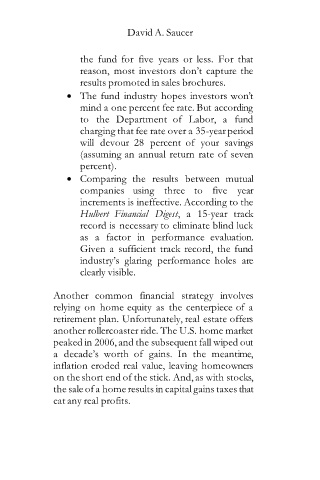 David A. Saucer
the fund for five years or less. For that
reason, most investors don't capture the
results promoted in sales brochures.
• The fund industry hopes investors won't
mind a one percent fee rate. But according
to the Department of Labor, a fund
charging that fee rate over a 35-year period
will devour 28 percent of your savings
(assuming an annual return rate of seven
percent).
• Comparing the results between mutual
companies using three to five year
increments is ineffective. According to the
Hulbert Financial Digest, a 15-year track
record is necessary to eliminate blind luck
as a factor in performance evaluation.
Given a sufficient track record, the fund
industry's glaring performance holes are
clearly visible.
Another common financial strategy involves
relying on home equity as the centerpiece of a
retirement plan. Unfortunately, real estate offers
another rollercoaster ride. The U.S. home market
peaked in 2006, and the subsequent fall wiped out
a decade's worth of gains. In the meantime,
inflation eroded real value, leaving homeowners
on the short end of the stick. And, as with stocks,
the sale of a home results in capital gains taxes that
eat any real profits.